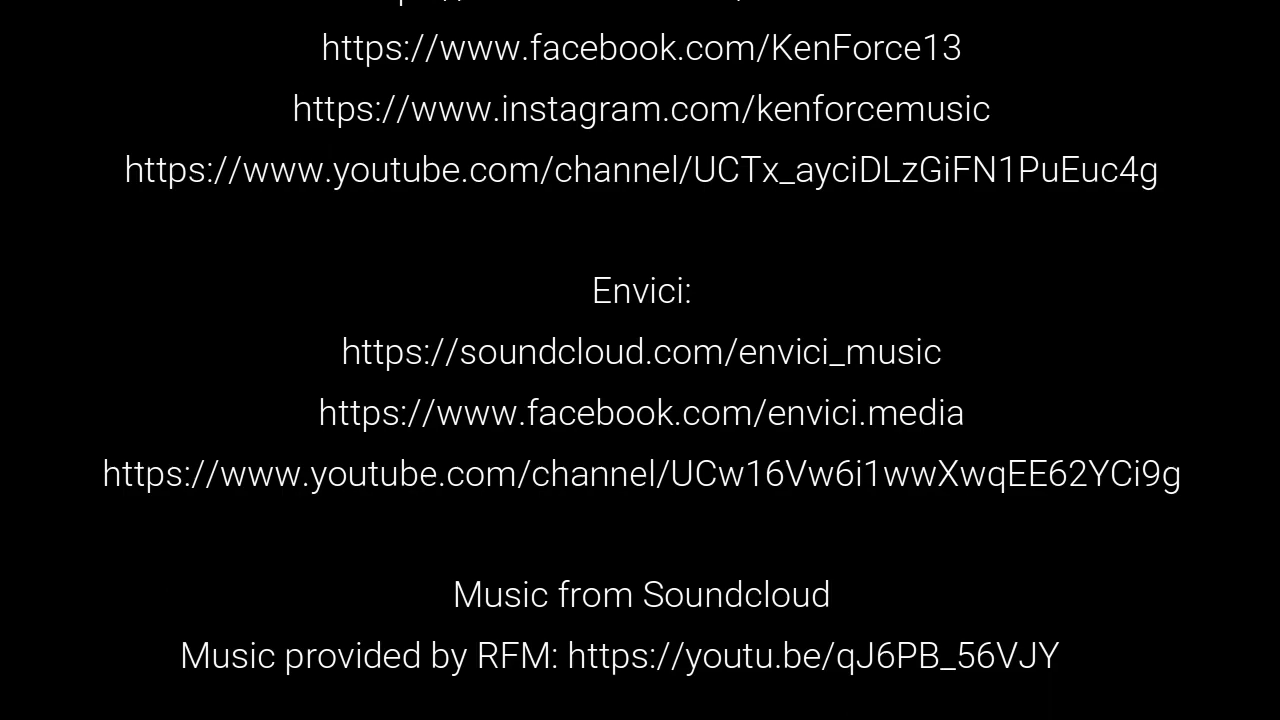 https://www.facebook.com/KenForce13
https://www.instagram.com/kenforcemusic
https://www.youtube.com/channel/UCTx_ayciDLzGiFN1PuEuc4g
Envici:
https://soundcloud.com/envici_music
https://www.facebook.com/envici.media
https://www.youtube.com/channel/UCw16Vw6i1wwXwqEE62YCi9g
Music from Soundcloud
Music provided by RFM: https://youtu.be/qJ6PB_56VJY